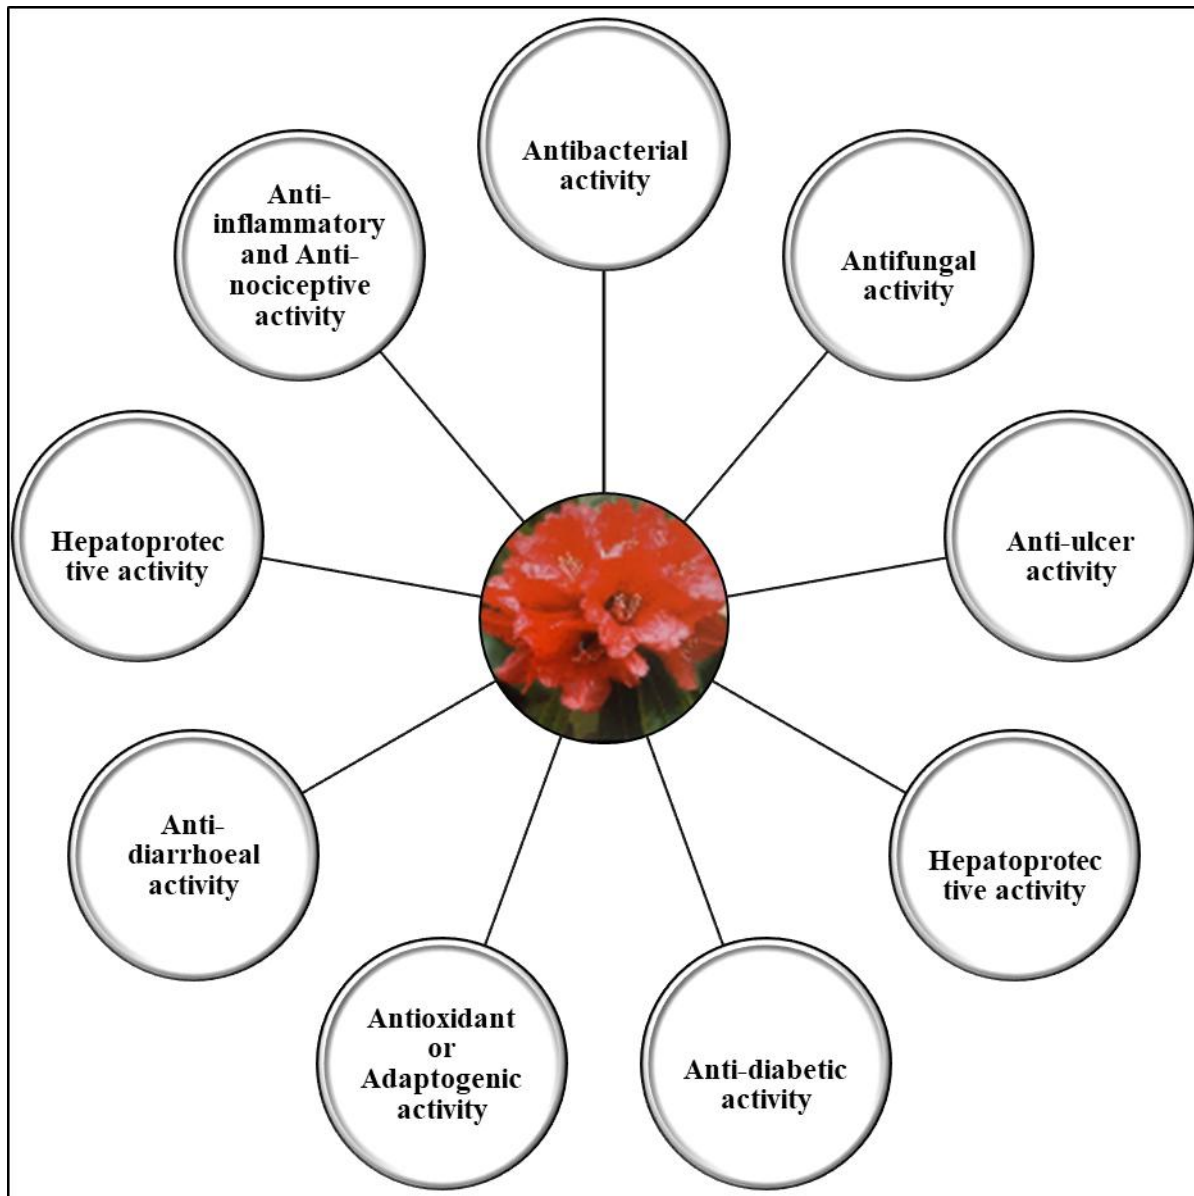 Antibacterial
activity
Antifungal
activity
Anti-ulcer
activity
Hepatoprotec
tive activity
Anti-diabetic
activity
Antioxidant
or
Adaptogenic
activity
Anti-
diarrhoeal
activity
Hepatoprotec
tive activity
Anti-
inflammatory
and Anti-
nociceptive
activity